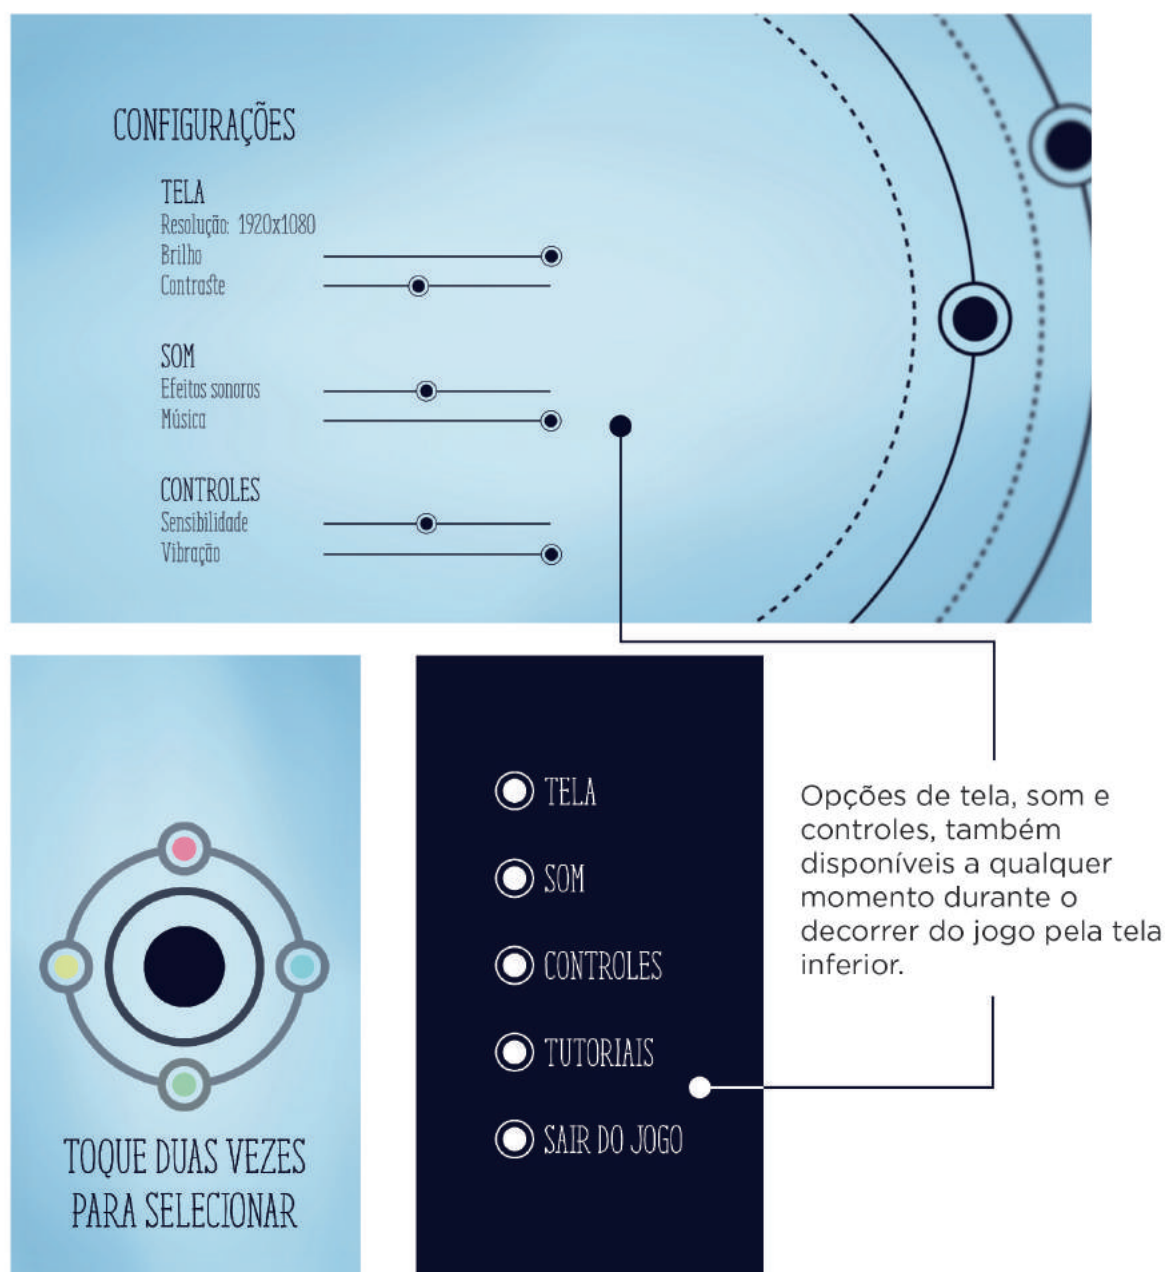 CONFIGURAÇÕES
TELA
Resolução: 1920x1080
Brilho
Contraste
SOM
Efeitos sonoros
Música
CONTROLES
Sensibilidade
Vibração
TOQUE DUAS VEZES
PARA SELECIONAR
TELA
SOM
CONTROLES
TUTORIAIS
SAIR DO JOGO
Opções de tela, som e
controles, também
disponíveis a qualquer
momento durante o
decorrer do jogo pela tela
inferior.